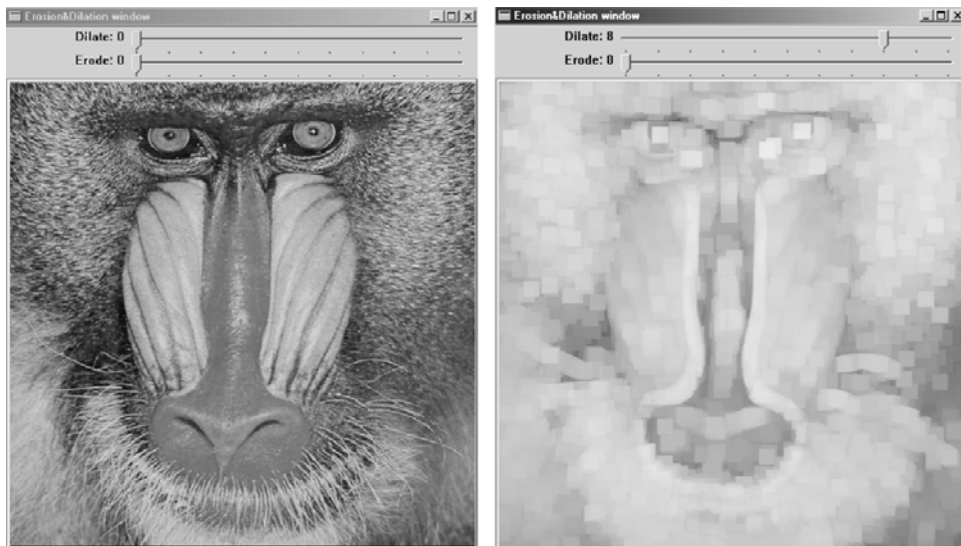 Erosion&Dilation window
Dilate: 0
Erode: 0
Erosion&Dilation window
Dilate: 8
Erode: 0